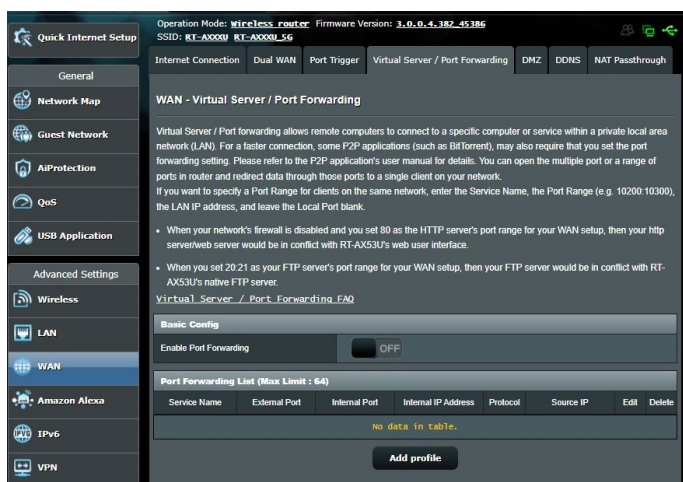 Quick Internet Setup
General
Network Map
Guest Network
AiProtection
QoS
USB Application
Advanced Settings
Wireless
LAN
WAN
Amazon Alexa
IPv6
VPN
Operation Mode: Wireless router Firmware Version: 3.0.0.4.382_45386
SSID: RT-AXXXU RT-AXXXU_5G
Internet Connection Dual WAN Port Trigger Virtual Server / Port Forwarding DMZ DDNS NAT Passthrough
WAN - Virtual Server / Port Forwarding
Virtual Server / Port forwarding allows remote computers to connect to a specific computer or service within a private local area
network (LAN). For a faster connection, some P2P applications (such as BitTorrent), may also require that you set the port
forwarding setting. Please refer to the P2P application's user manual for details. You can open the multiple port or a range of
ports in router and redirect data through those ports to a single client on your network.
If you want to specify a Port Range for clients on the same network, enter the Service Name, the Port Range (e.g. 10200:10300),
the LAN IP address, and leave the Local Port blank.
• When your network's firewall is disabled and you set 80 as the HTTP server's port range for your WAN setup, then your http
server/web server would be in conflict with RT-AX53U's web user interface.
• When you set 20:21 as your FTP server's port range for your WAN setup, then your FTP server would be in conflict with RT-
AX53U's native FTP server.
Virtual Server / Port Forwarding FAQ
Basic Config
Enable Port Forwarding OFF
Port Forwarding List (Max Limit : 64)
Service Name External Port Internal Port Internal IP Address Protocol Source IP Edit Delete
No data in table.
Add profile